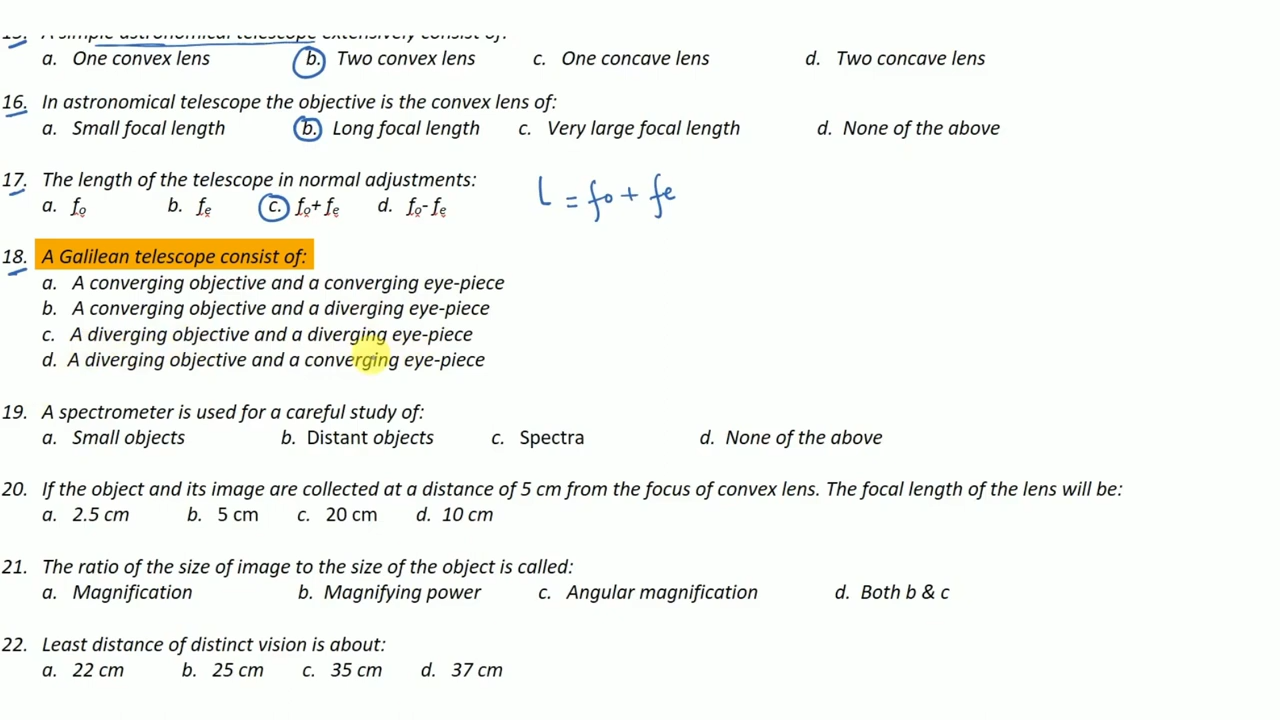 15. A simple astronomical telescope extensively consist of:
a. One convex lens b. Two convex lens c. One concave lens d. Two concave lens
16. In astronomical telescope the objective is the convex lens of:
a. Small focal length b. Long focal length c. Very large focal length d. None of the above
17. The length of the telescope in normal adjustments:
a. fo b. fe c. fo+ fe d. fo- fe L = fo + fe
18. A Galilean telescope consist of:
a. A converging objective and a converging eye-piece
b. A converging objective and a diverging eye-piece
c. A diverging objective and a diverging eye-piece
d. A diverging objective and a converging eye-piece
19. A spectrometer is used for a careful study of:
a. Small objects b. Distant objects c. Spectra d. None of the above
20. If the object and its image are collected at a distance of 5 cm from the focus of convex lens. The focal length of the lens will be:
a. 2.5 cm b. 5 cm c. 20 cm d. 10 cm
21. The ratio of the size of image to the size of the object is called:
a. Magnification b. Magnifying power c. Angular magnification d. Both b & c
22. Least distance of distinct vision is about:
a. 22 cm b. 25 cm c. 35 cm d. 37 cm